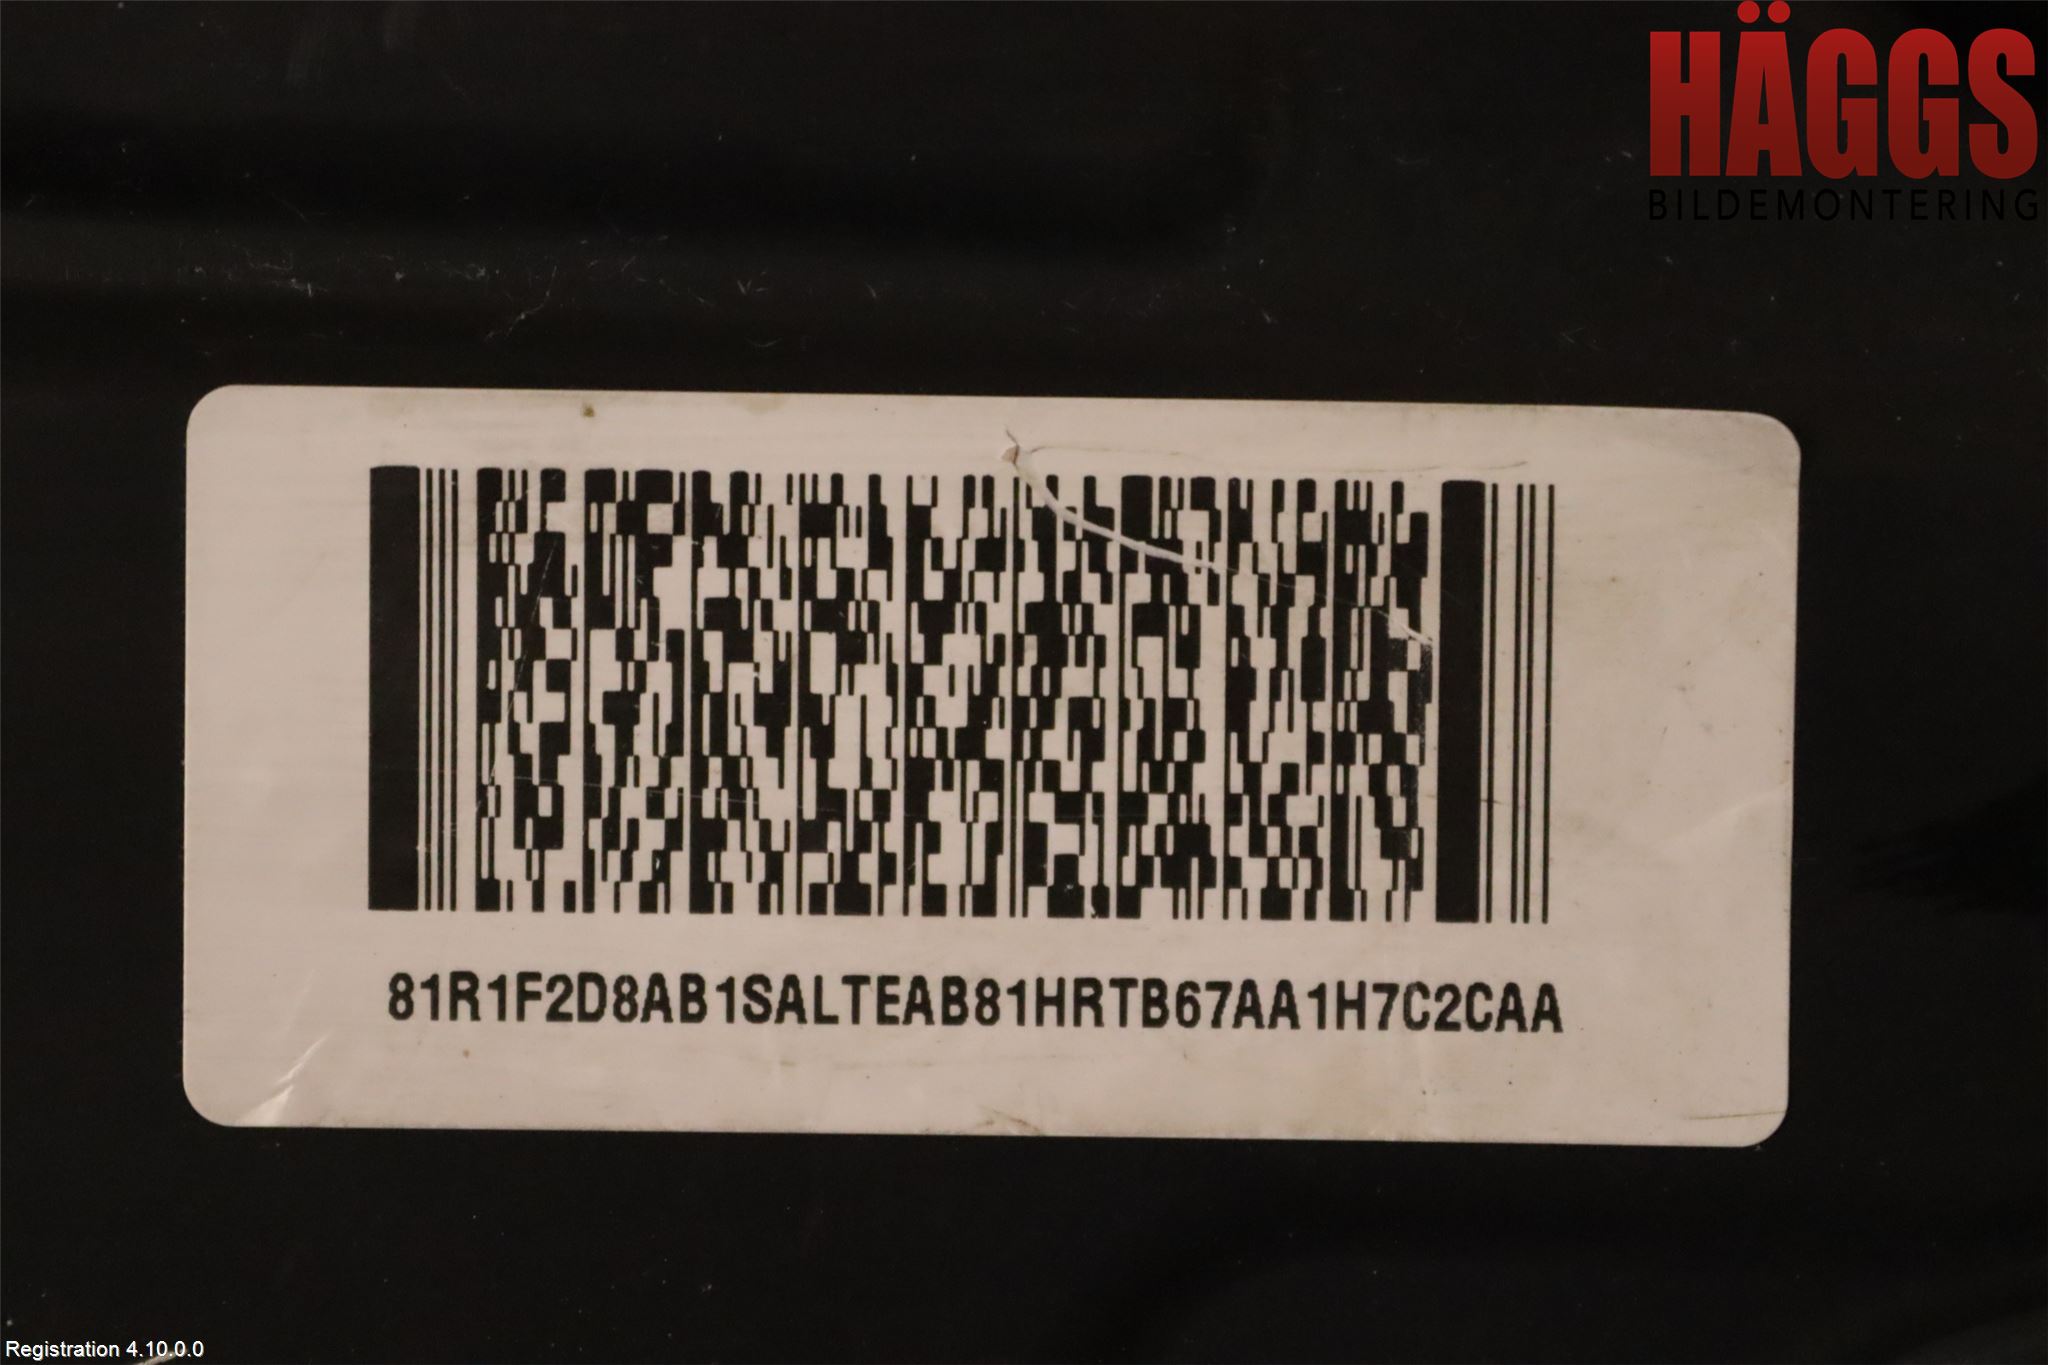 HÄGGS
BILDEMONTERING
81R1F2D8AB1SALTEAB81HRTB67AA1H7C2CAA
Registration 4.10.0.0